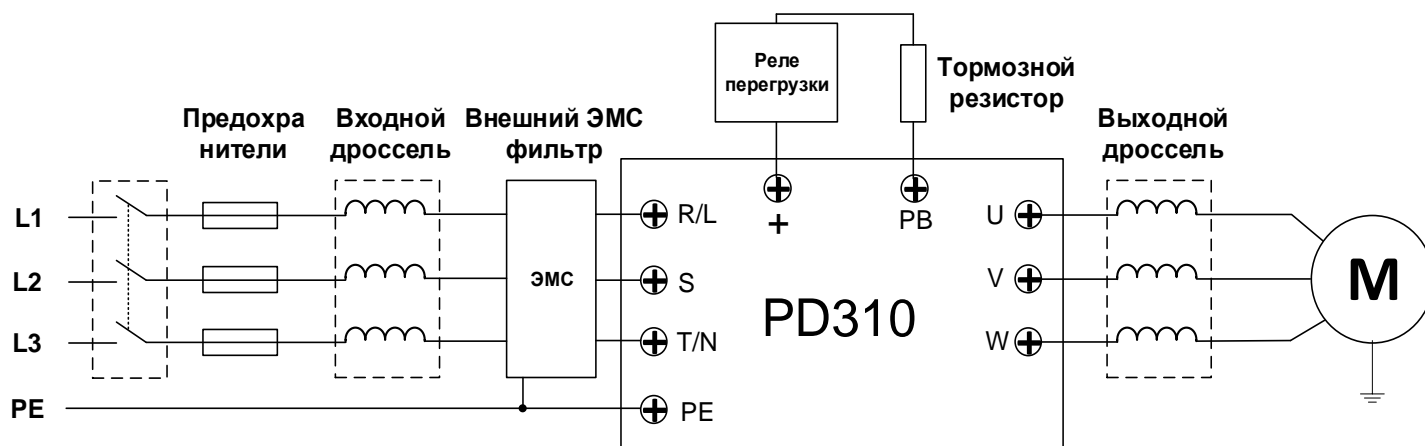 Реле
перегрузки
Тормозной
резистор
Предохра
нители
Входной
дроссель
Внешний ЭМС
фильтр
Выходной
дроссель
L1
R/L
+
PB
U
L2
ЭМС
S
V
M
PD310
L3
T/N
W
PE
PE